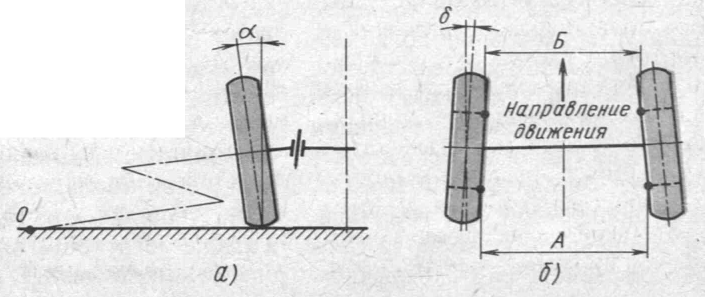 α
δ
Б
Направление
движения
О
А
а)
б)